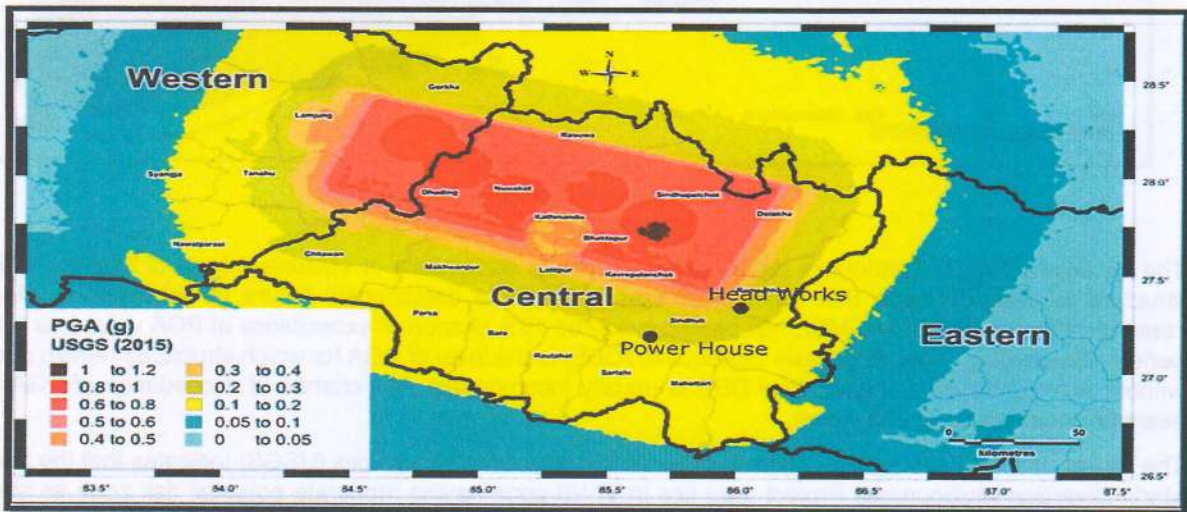 Western
N
W E
S
28.5°
Gorkha
Lamjung
Rasuwa
28.0°
Syangja
Tanahu
Dhading
Nuwakot
Sindhupalchok
Dolakha
Kathmandu
Bhaktapur
Nawalparasi
Chitawan
Makhwanpur
Lalitpur
Kavrepalanchok
27.5°
Central
Head Works
Parsa
Bara
Sindhuli
Eastern
Rautahat
Power House
Sarlahi
Mahottari
27.0°
PGA (g)
USGS (2015)
1 to 1.2
0.8 to 1
0.6 to 0.8
0.5 to 0.6
0.4 to 0.5
0.3 to 0.4
0.2 to 0.3
0.1 to 0.2
0.05 to 0.1
0 to 0.05
0 50
kilometres
26.5°
83.5° 84.0° 84.5° 85.0° 85.5° 86.0° 86.5° 87.0° 87.5°